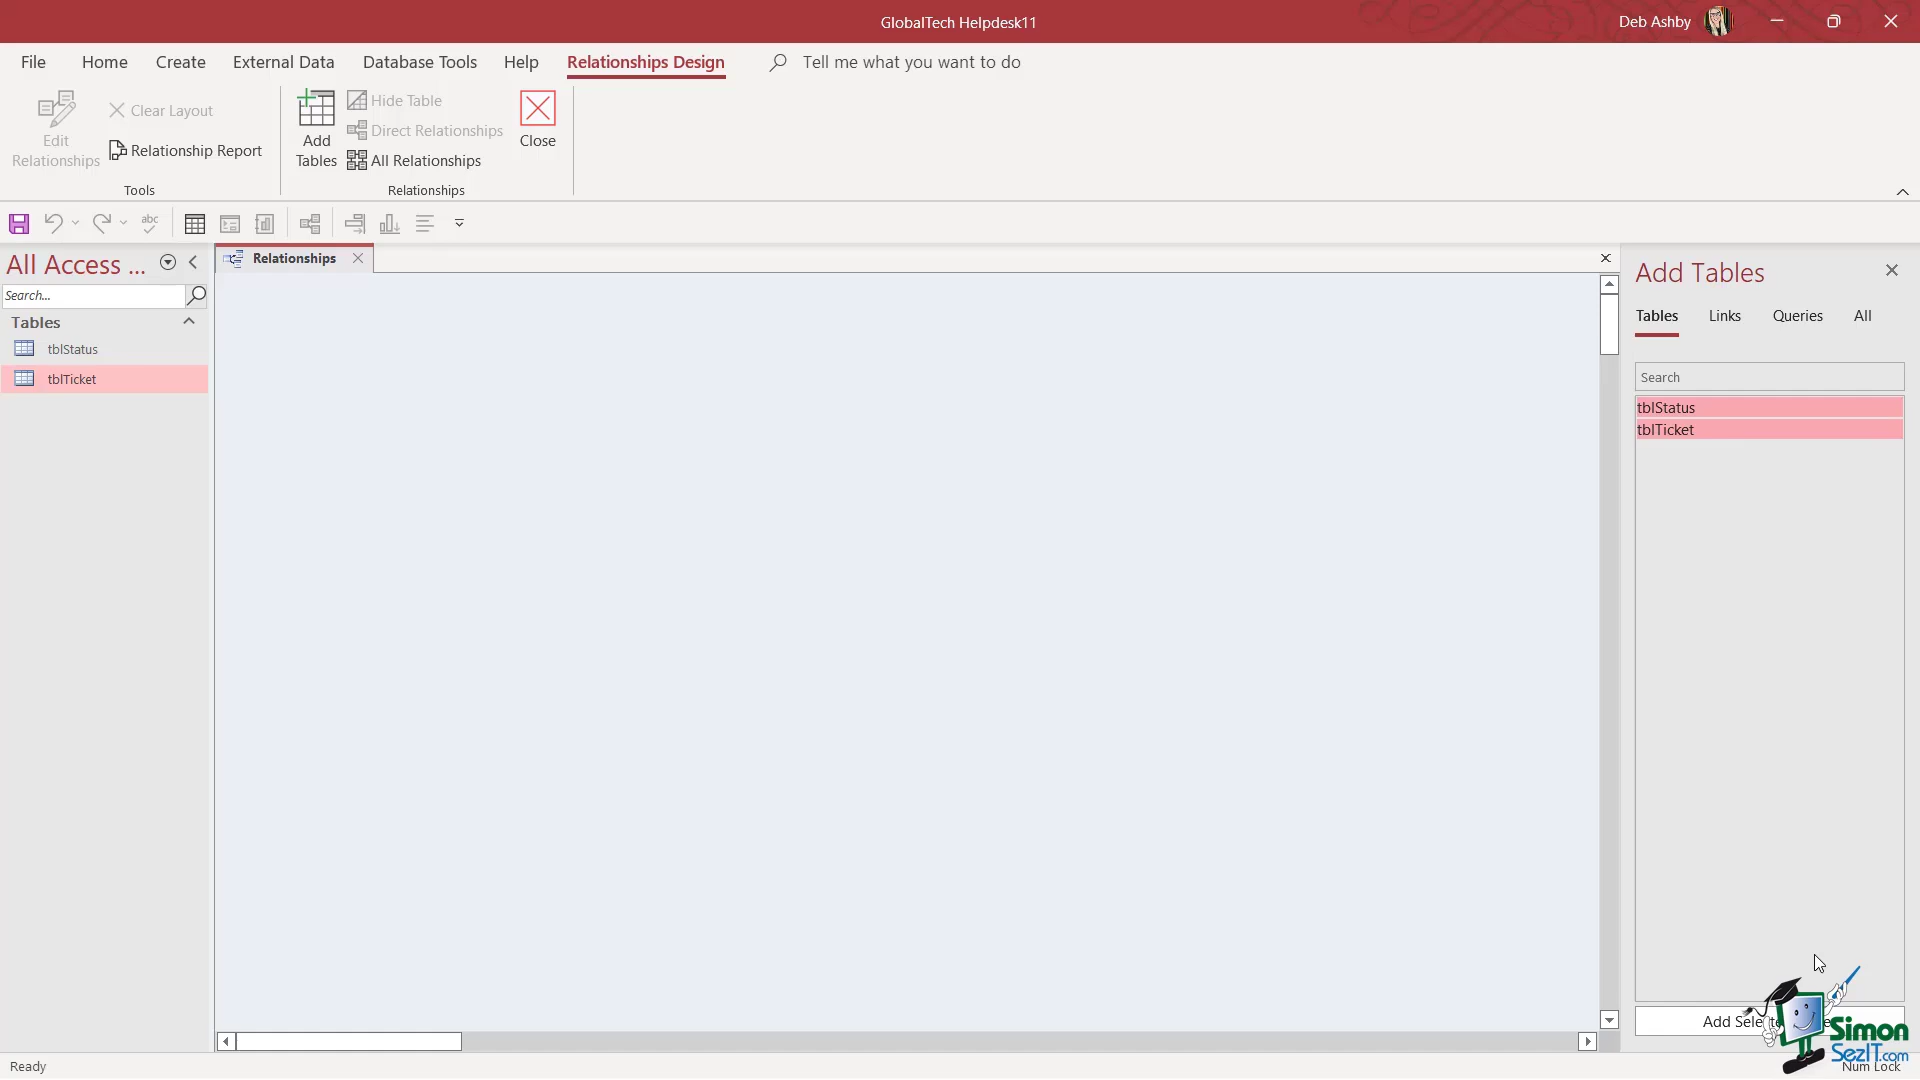 GlobalTech Helpdesk11
Deb Ashby
File Home Create External Data Database Tools Help Relationships Design Tell me what you want to do
Edit Relationships
Clear Layout
Relationship Report
Tools
Add Tables
Hide Table
Direct Relationships
All Relationships
Close
Relationships
abc
All Access ...
Search...
Tables
tblStatus
tblTicket
Relationships
Add Tables
Tables Links Queries All
Search
tblStatus
tblTicket
Add
Simon
SezIT.com
Ready
Num Lock